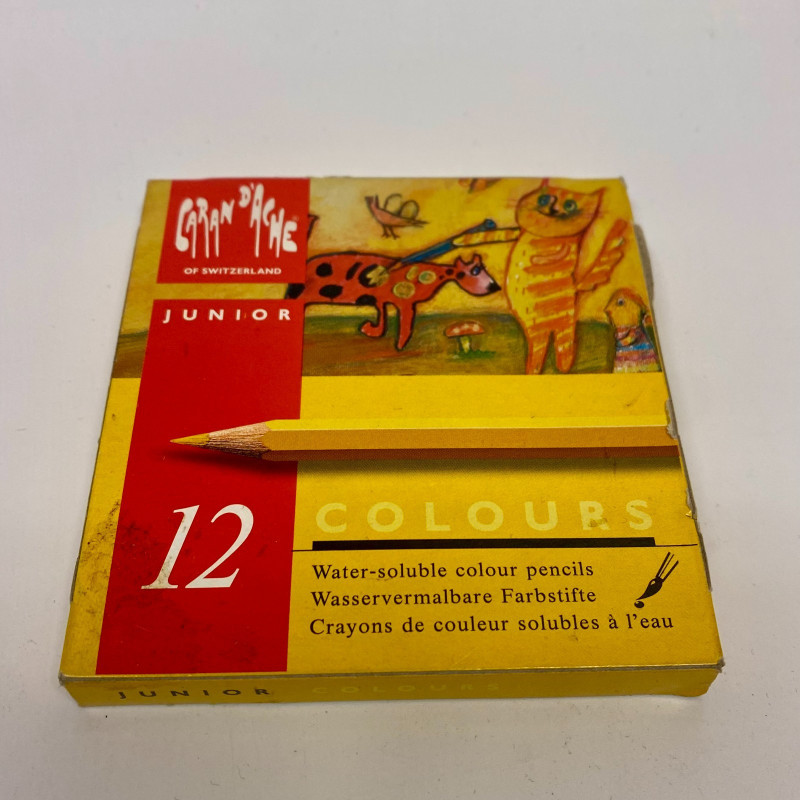 CARAN D'ACHE
OF SWITZERLAND
JUNIOR
12
COLOURS
Water-soluble colour pencils
Wasservermalbare Farbstifte
Crayons de couleur solubles à l'eau
JUNIOR COLOURS